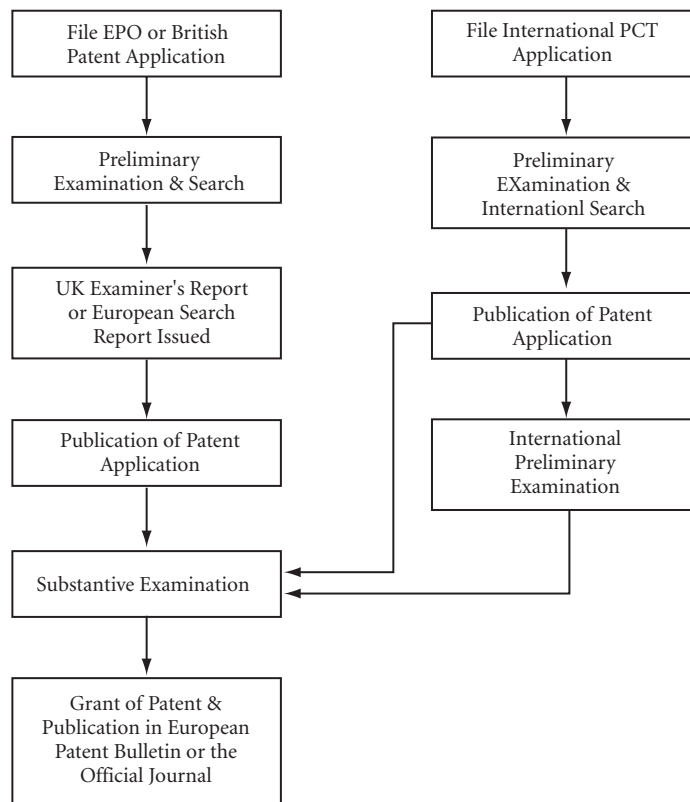 File EPO or British
Patent Application
Preliminary
Examination & Search
UK Examiner's Report
or European Search
Report Issued
Publication of Patent
Application
Substantive Examination
Grant of Patent &
Publication in European
Patent Bulletin or the
Official Journal
File International PCT
Application
Preliminary
EXamination &
Internationl Search
Publication of Patent
Application
International
Preliminary
Examination